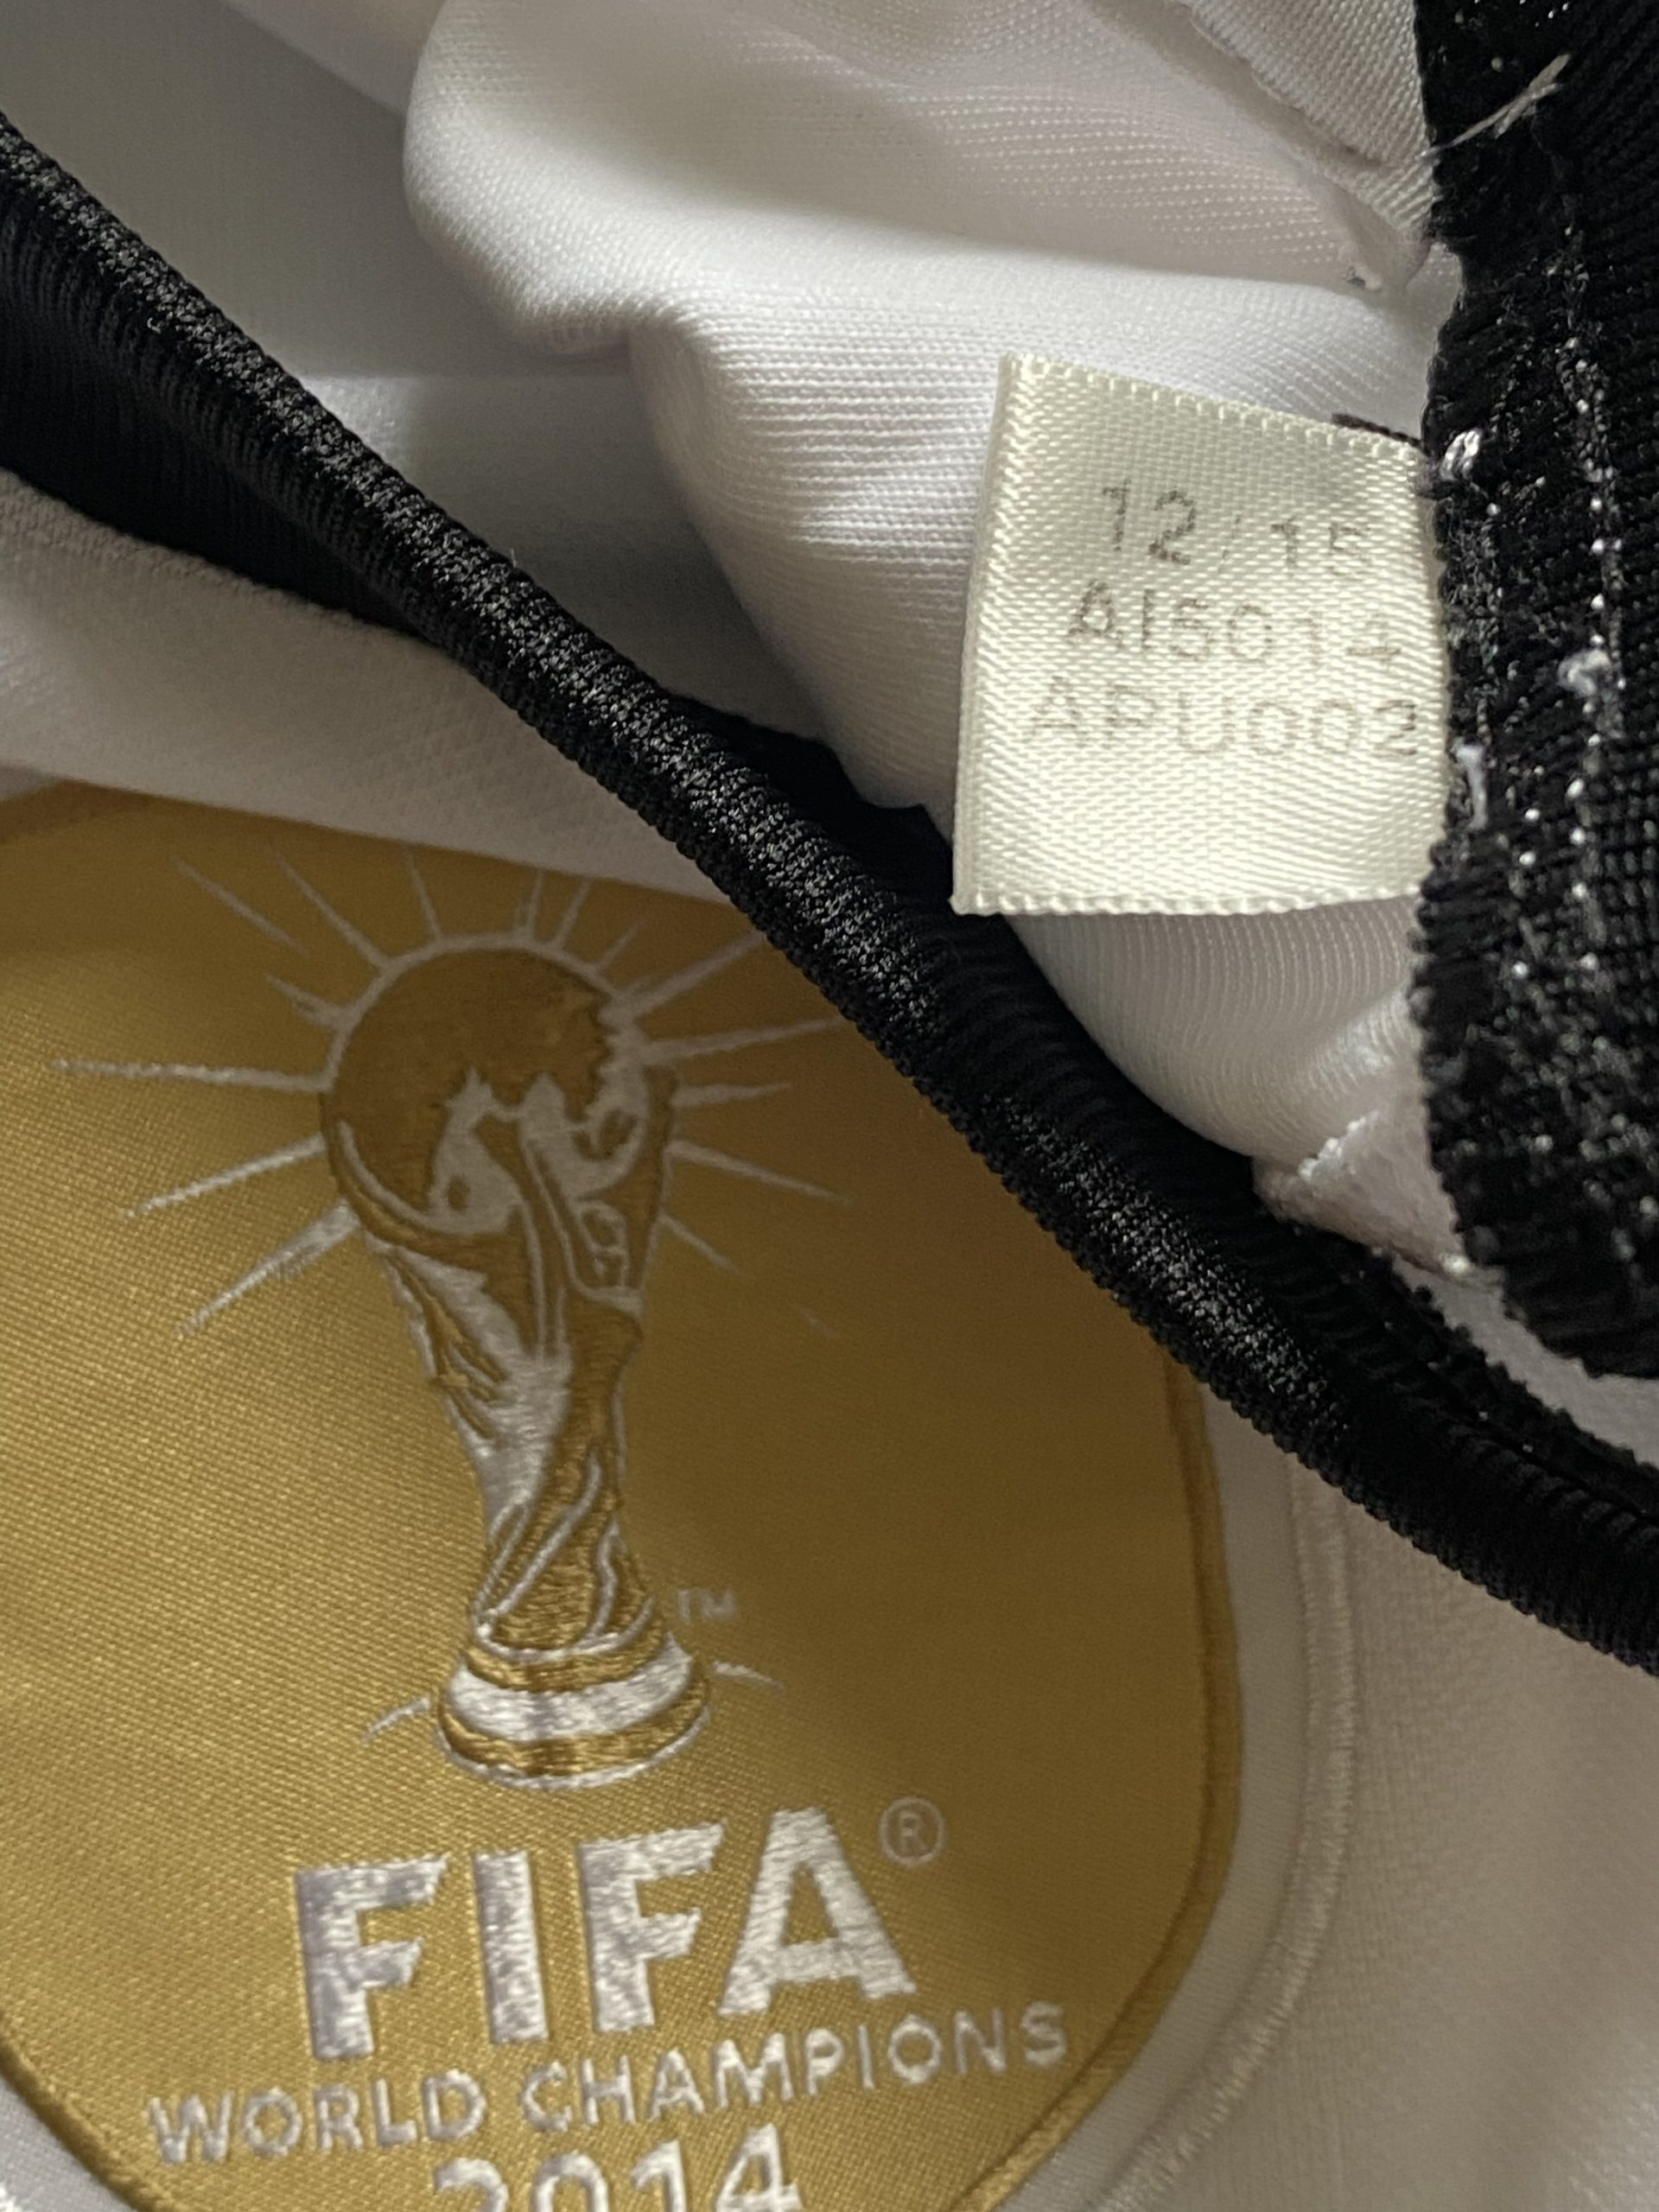 12/15
AI5014
APU002
TM
FIFA®
WORLD CHAMPIONS
2014